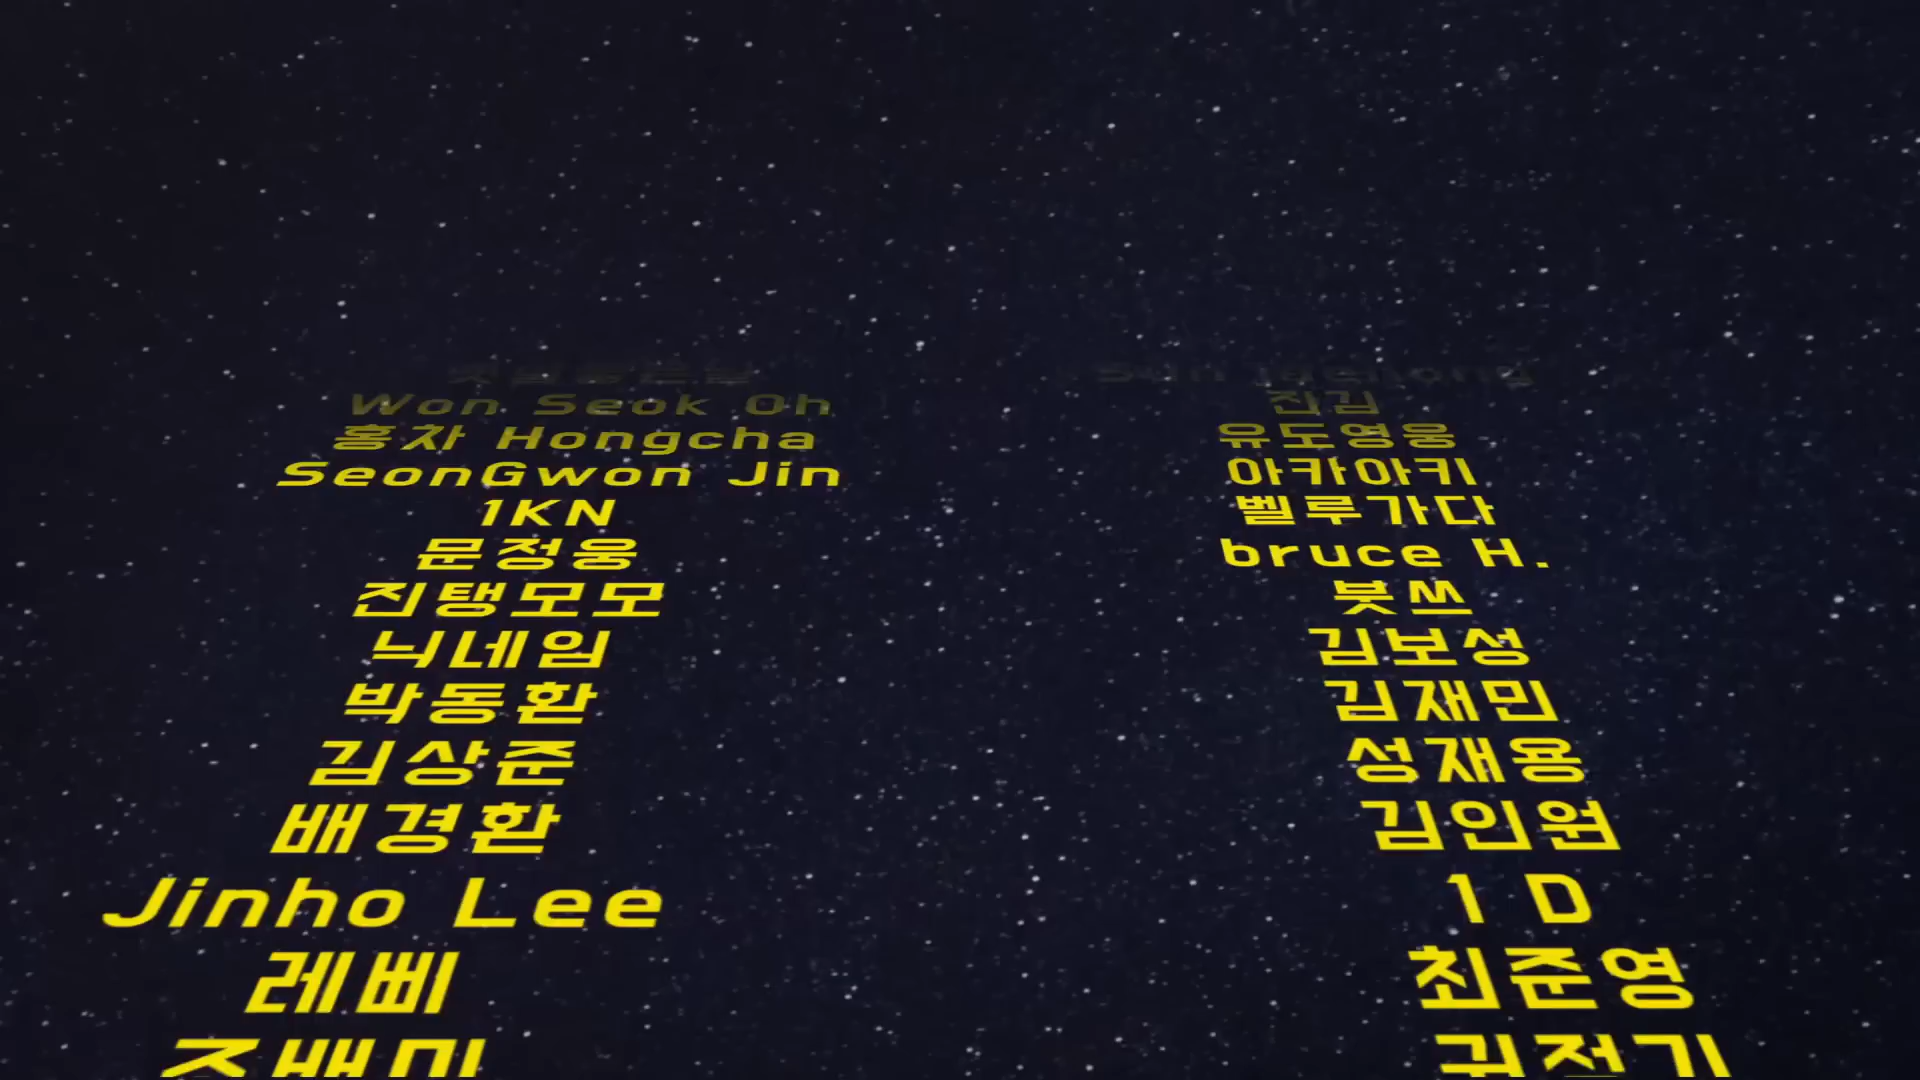 Won Seok Oh
홍차 Hongcha
SeonGwon Jin
1KN
문정웅
진탱모모
닉네임
박동환
김상준
배경환
Jinho Lee
레삐
진김
유도영웅
아카아키
벨루가다
bruce H.
붓쓰
김보성
김재민
성쟤용
김인원
1 D
최준영